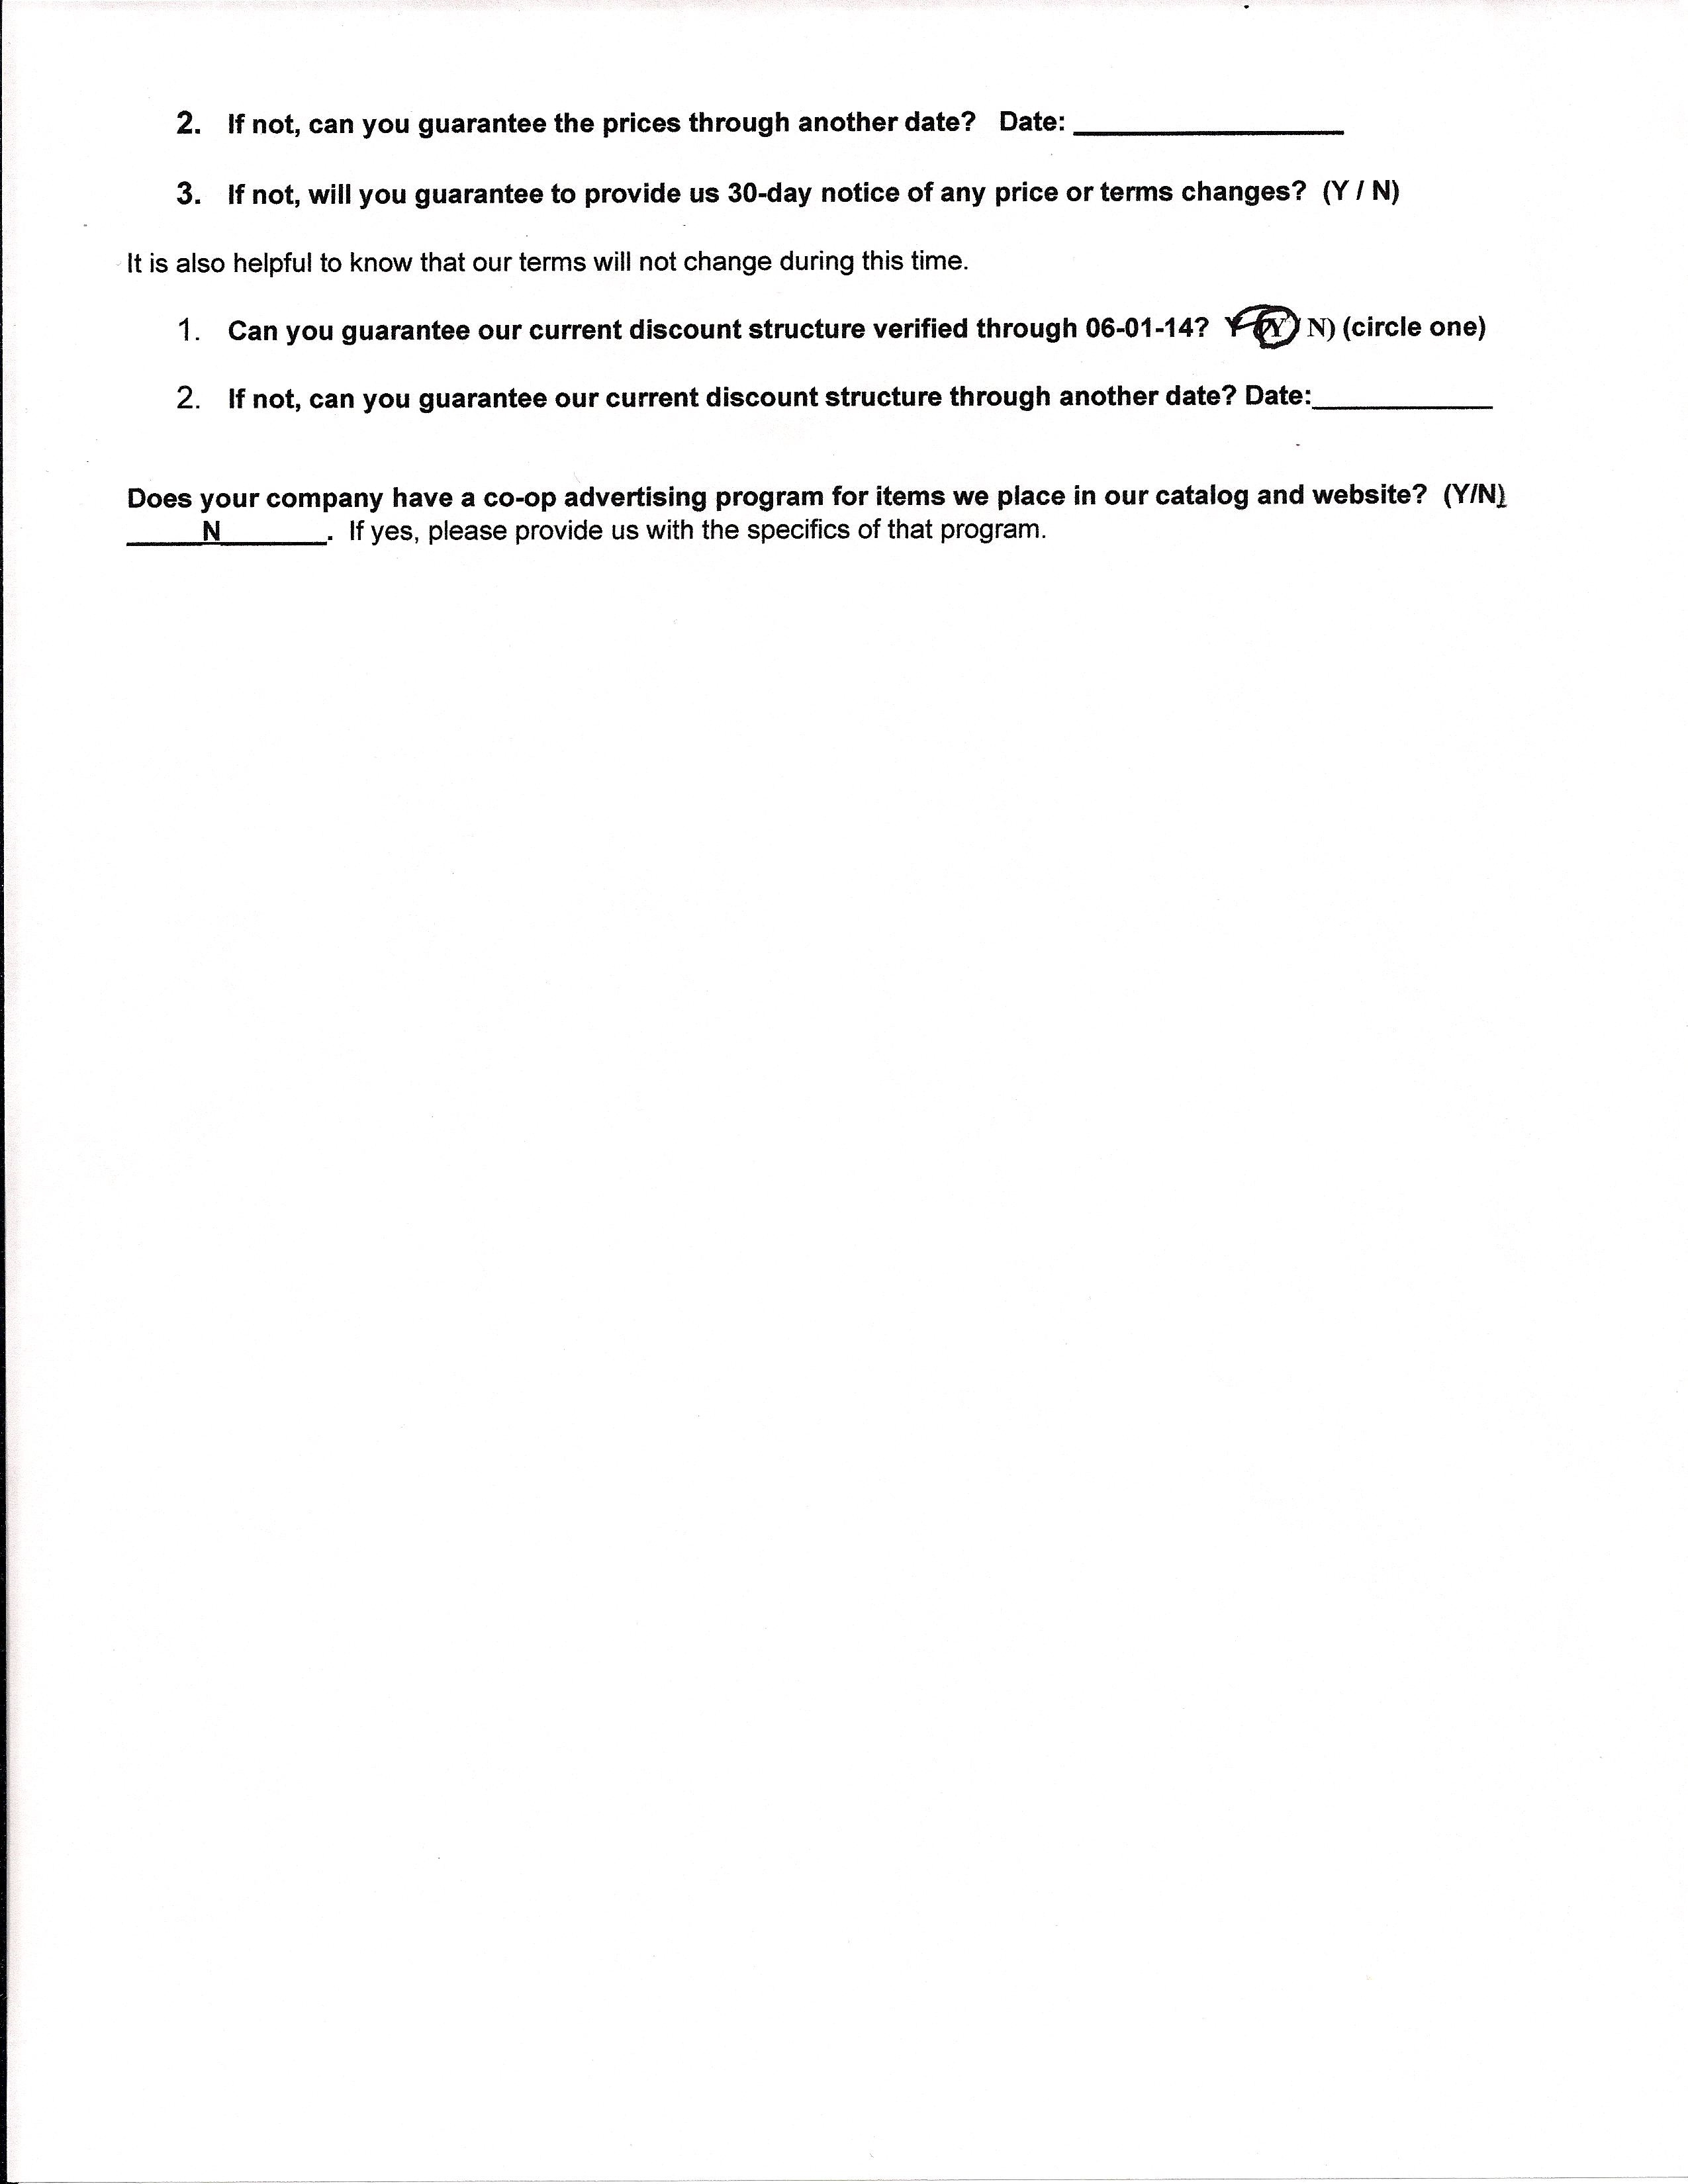 2. If not, can you guarantee the prices through another date? Date: _______________
3. If not, will you guarantee to provide us 30-day notice of any price or terms changes? (Y / N)
It is also helpful to know that our terms will not change during this time.
1. Can you guarantee our current discount structure verified through 06-01-14? Y (Y) N) (circle one)
2. If not, can you guarantee our current discount structure through another date? Date:__________
Does your company have a co-op advertising program for items we place in our catalog and website? (Y/N)
_____N______. If yes, please provide us with the specifics of that program.